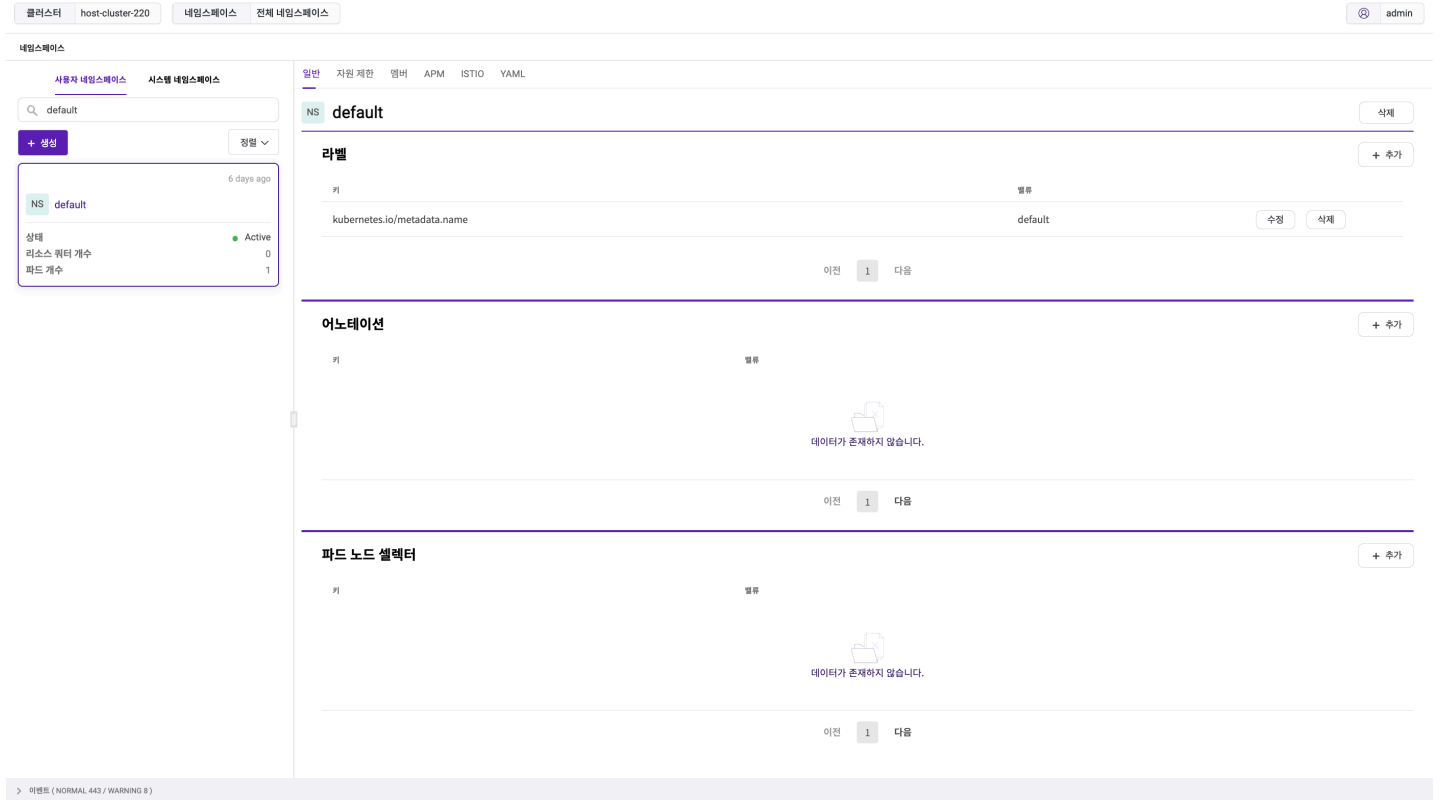 클러스터 host-cluster-220 네임스페이스 전체 네임스페이스 admin
네임스페이스
사용자 네임스페이스 시스템 네임스페이스
default
+ 생성 정렬
6 days ago
NS default
상태 Active
리소스 쿼터 개수 0
파드 개수 1
일반 자원 제한 멤버 APM ISTIO YAML
NS default 삭제
라벨 + 추가
키 밸류
kubernetes.io/metadata.name default 수정 삭제
이전 1 다음
어노테이션 + 추가
키 밸류
데이터가 존재하지 않습니다.
이전 1 다음
파드 노드 셀렉터 + 추가
키 밸류
데이터가 존재하지 않습니다.
이전 1 다음
이벤트 ( NORMAL 443 / WARNING 8 )